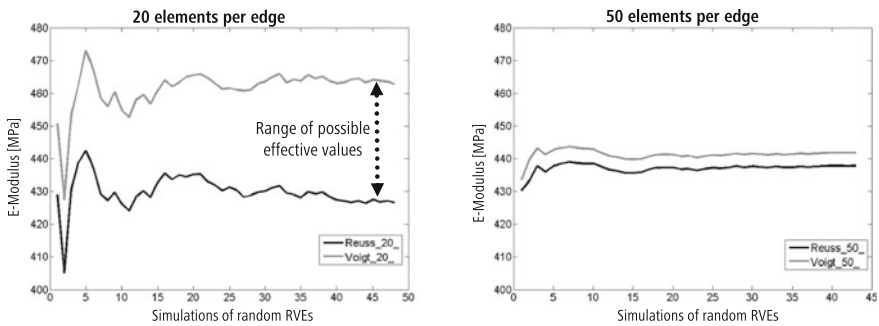 20 elements per edge
E-Modulus [MPa]
480
470
460
450
440
430
420
410
400
Range of possible
effective values
Reuss_20_
Voigt_20_
0 5 10 15 20 25 30 35 40 45 50
Simulations of random RVEs
50 elements per edge
E-Modulus [MPa]
480
470
460
450
440
430
420
410
400
Reuss_50_
Voigt_50_
0 5 10 15 20 25 30 35 40 45
Simulations of random RVEs